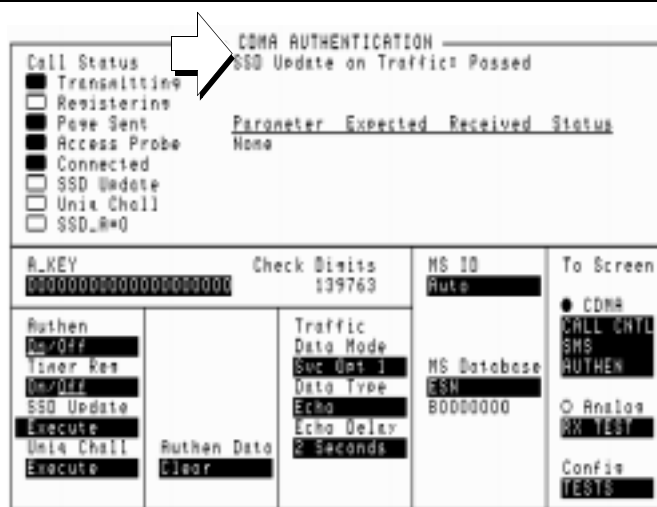 CDMA AUTHENTICATION
Call Status
SSD Update on Traffic: Passed
Transmitting
Registering
Page Sent
Parameter Expected Received Status
Access Probe
None
Connected
SSD Update
Uniq Chall
SSD_A=0
A_KEY
Check Digits
139763
MS ID
Auto
To Screen
CDMA
CALL CNTL
SMS
AUTHEN
Analog
RX TEST
Config
TESTS
Authen
On/Off
Timer Reg
On/Off
SSD Update
Execute
Uniq Chall
Execute
Authen Data
Clear
Traffic
Data Mode
Svc Opt 1
Data Type
Echo
Echo Delay
2 Seconds
MS Database
ESN
B0000000